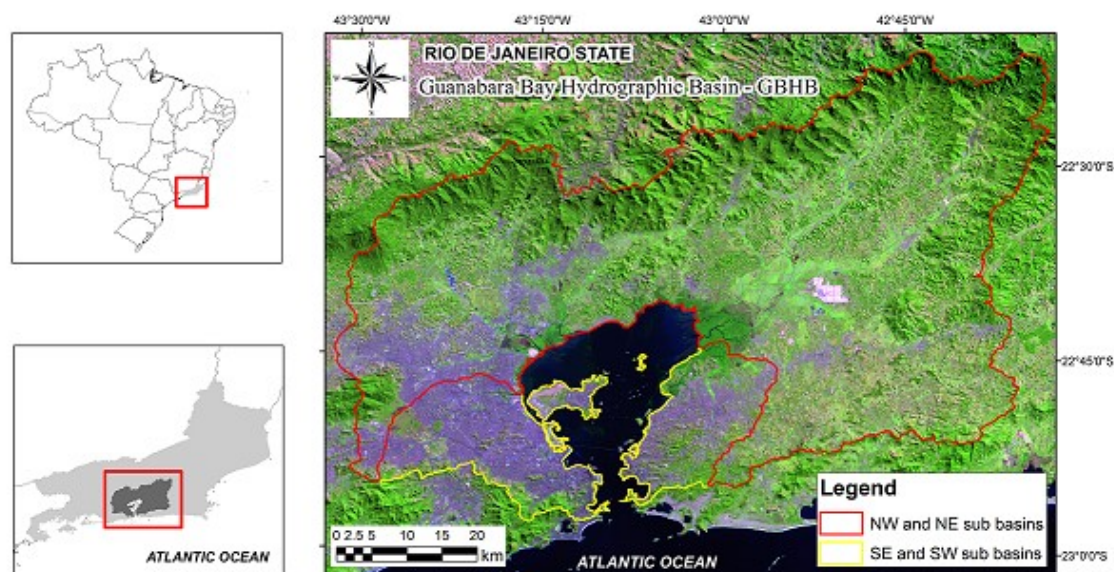 43°30'0"W
43°15'0"W
43°0'0"W
42°45'0"W
N
RIO DE JANEIRO STATE
Guanabara Bay Hydrographic Basin - GBHB
22°30'0"S
22°45'0"S
23°0'0"S
Legend
NW and NE sub basins
SE and SW sub basins
0 2.5 5 10 15 20
km
ATLANTIC OCEAN
ATLANTIC OCEAN